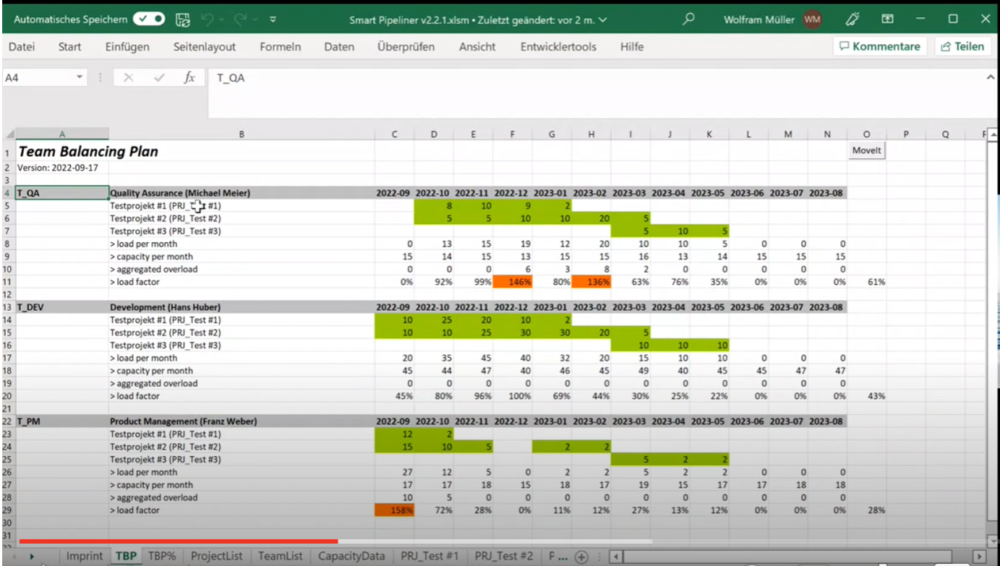 Automatisches Speichern Smart Pipeliner v2.2.1.xlsm • Zuletzt geändert: vor 2 m. Wolfram Müller WM
Datei Start Einfügen Seitenlayout Formeln Daten Überprüfen Ansicht Entwicklertools Hilfe Kommentare Teilen
A4 fx T_QA
A B C D E F G H I J K L M N O P Q
1 Team Balancing Plan MoveIt
2 Version: 2022-09-17
3
4 T_QA Quality Assurance (Michael Meier) 2022-09 2022-10 2022-11 2022-12 2023-01 2023-02 2023-03 2023-04 2023-05 2023-06 2023-07 2023-08
5 Testprojekt #1 (PRJ_ #1) 8 10 9 2
6 Testprojekt #2 (PRJ_Test #2) 5 5 10 10 20 5
7 Testprojekt #3 (PRJ_Test #3) 5 10 5
8 > load per month 0 13 15 19 12 20 10 10 5 0 0 0
9 > capacity per month 15 14 15 13 15 15 16 13 14 15 15 15
10 > aggregated overload 0 0 0 6 3 8 2 0 0 0 0 0
11 > load factor 0% 92% 99% 146% 80% 136% 63% 76% 35% 0% 0% 0% 61%
12
13 T_DEV Development (Hans Huber) 2022-09 2022-10 2022-11 2022-12 2023-01 2023-02 2023-03 2023-04 2023-05 2023-06 2023-07 2023-08
14 Testprojekt #1 (PRJ_Test #1) 10 25 20 10 2
15 Testprojekt #2 (PRJ_Test #2) 10 10 25 30 30 20 5
16 Testprojekt #3 (PRJ_Test #3) 10 10 10
17 > load per month 20 35 45 40 32 20 15 10 10 0 0 0
18 > capacity per month 45 44 47 40 46 45 49 40 45 45 47 47
19 > aggregated overload 0 0 0 0 0 0 0 0 0 0 0 0
20 > load factor 45% 80% 96% 100% 69% 44% 30% 25% 22% 0% 0% 0% 43%
21
22 T_PM Product Management (Franz Weber) 2022-09 2022-10 2022-11 2022-12 2023-01 2023-02 2023-03 2023-04 2023-05 2023-06 2023-07 2023-08
23 Testprojekt #1 (PRJ_Test #1) 12 2
24 Testprojekt #2 (PRJ_Test #2) 15 10 5 2 2
25 Testprojekt #3 (PRJ_Test #3) 5 2 2
26 > load per month 27 12 5 0 2 2 5 2 2 0 0 0
27 > capacity per month 17 17 18 15 18 17 19 15 17 17 18 18
28 > aggregated overload 10 5 0 0 0 0 0 0 0 0 0 0
29 > load factor 158% 72% 28% 0% 11% 12% 27% 13% 12% 0% 0% 0% 28%
30
31
Imprint TBP TBP% ProjectList TeamList CapacityData PRJ_Test #1 PRJ_Test #2 P ...